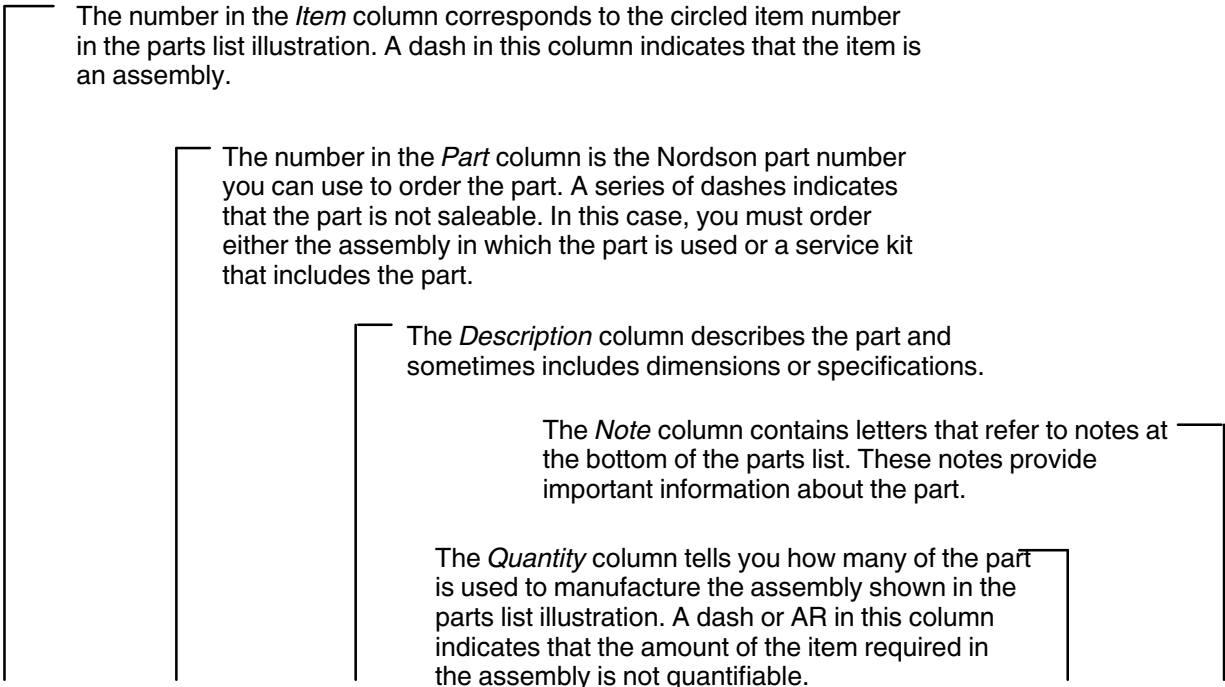 The number in the Item column corresponds to the circled item number
in the parts list illustration. A dash in this column indicates that the item is
an assembly.
The number in the Part column is the Nordson part number
you can use to order the part. A series of dashes indicates
that the part is not saleable. In this case, you must order
either the assembly in which the part is used or a service kit
that includes the part.
The Description column describes the part and
sometimes includes dimensions or specifications.
The Note column contains letters that refer to notes at
the bottom of the parts list. These notes provide
important information about the part.
The Quantity column tells you how many of the part
is used to manufacture the assembly shown in the
parts list illustration. A dash or AR in this column
indicates that the amount of the item required in
the assembly is not quantifiable.